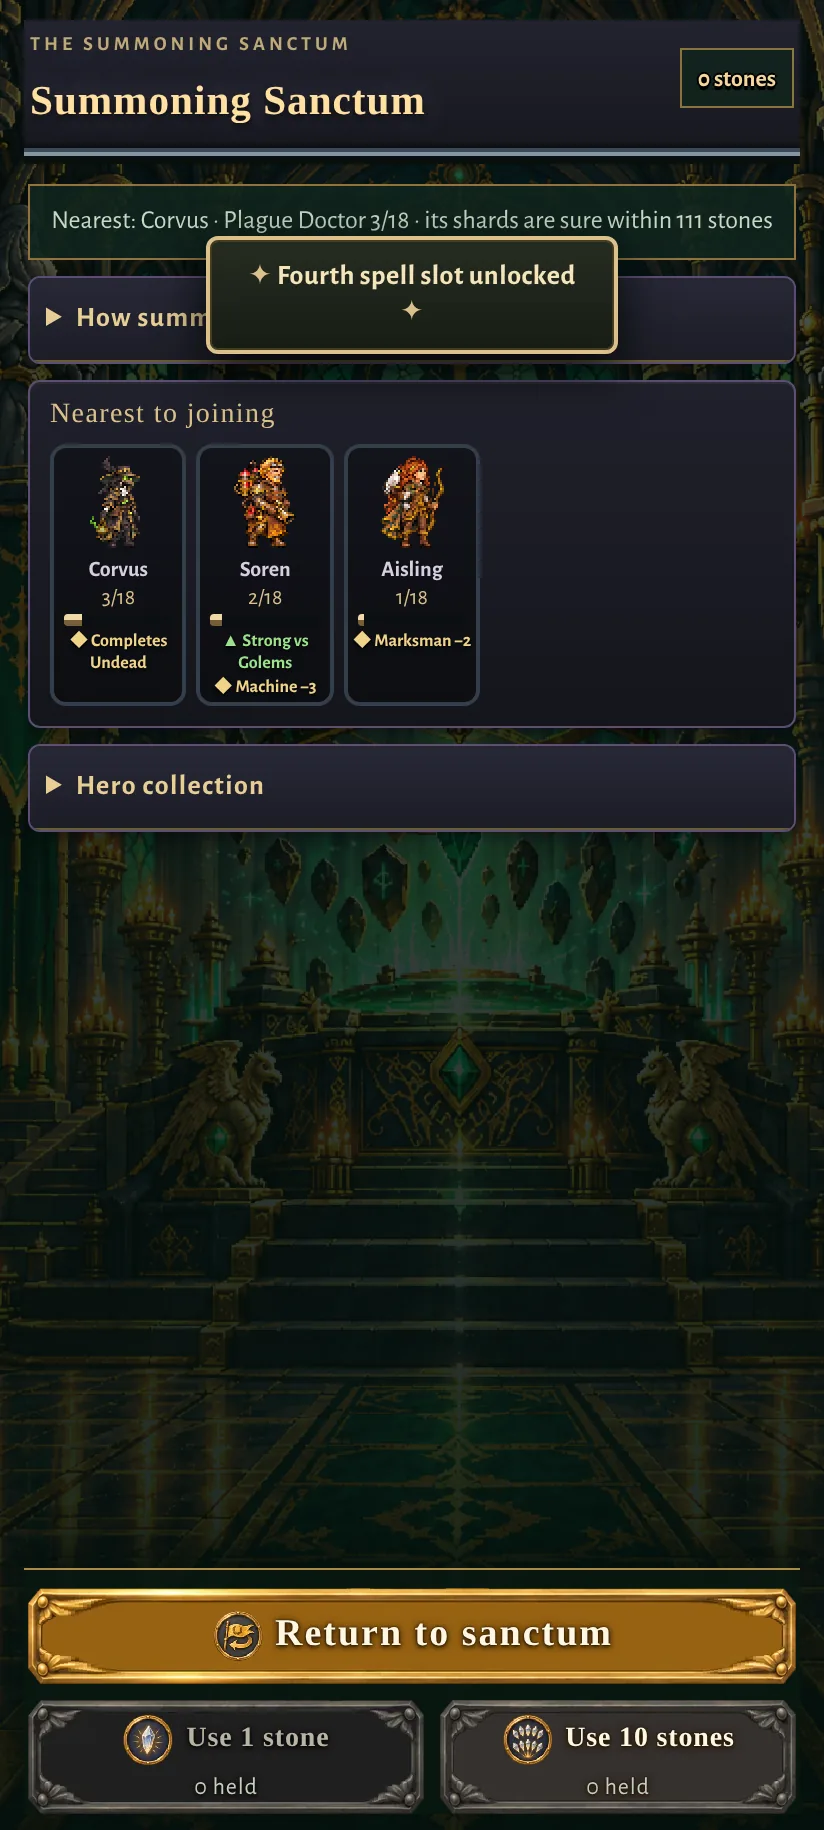 THE SUMMONING SANCTUM
Summoning Sanctum
0 stones
Nearest: Corvus · Plague Doctor 3/18 · its shards are sure within 111 stones
✦ Fourth spell slot unlocked
✦
▶ How summ
Nearest to joining
Corvus
3/18
◆ Completes
Undead
Soren
2/18
▲ Strong vs
Golems
◆ Machine –3
Aisling
1/18
◆ Marksman –2
▶ Hero collection
Return to sanctum
Use 1 stone
0 held
Use 10 stones
0 held